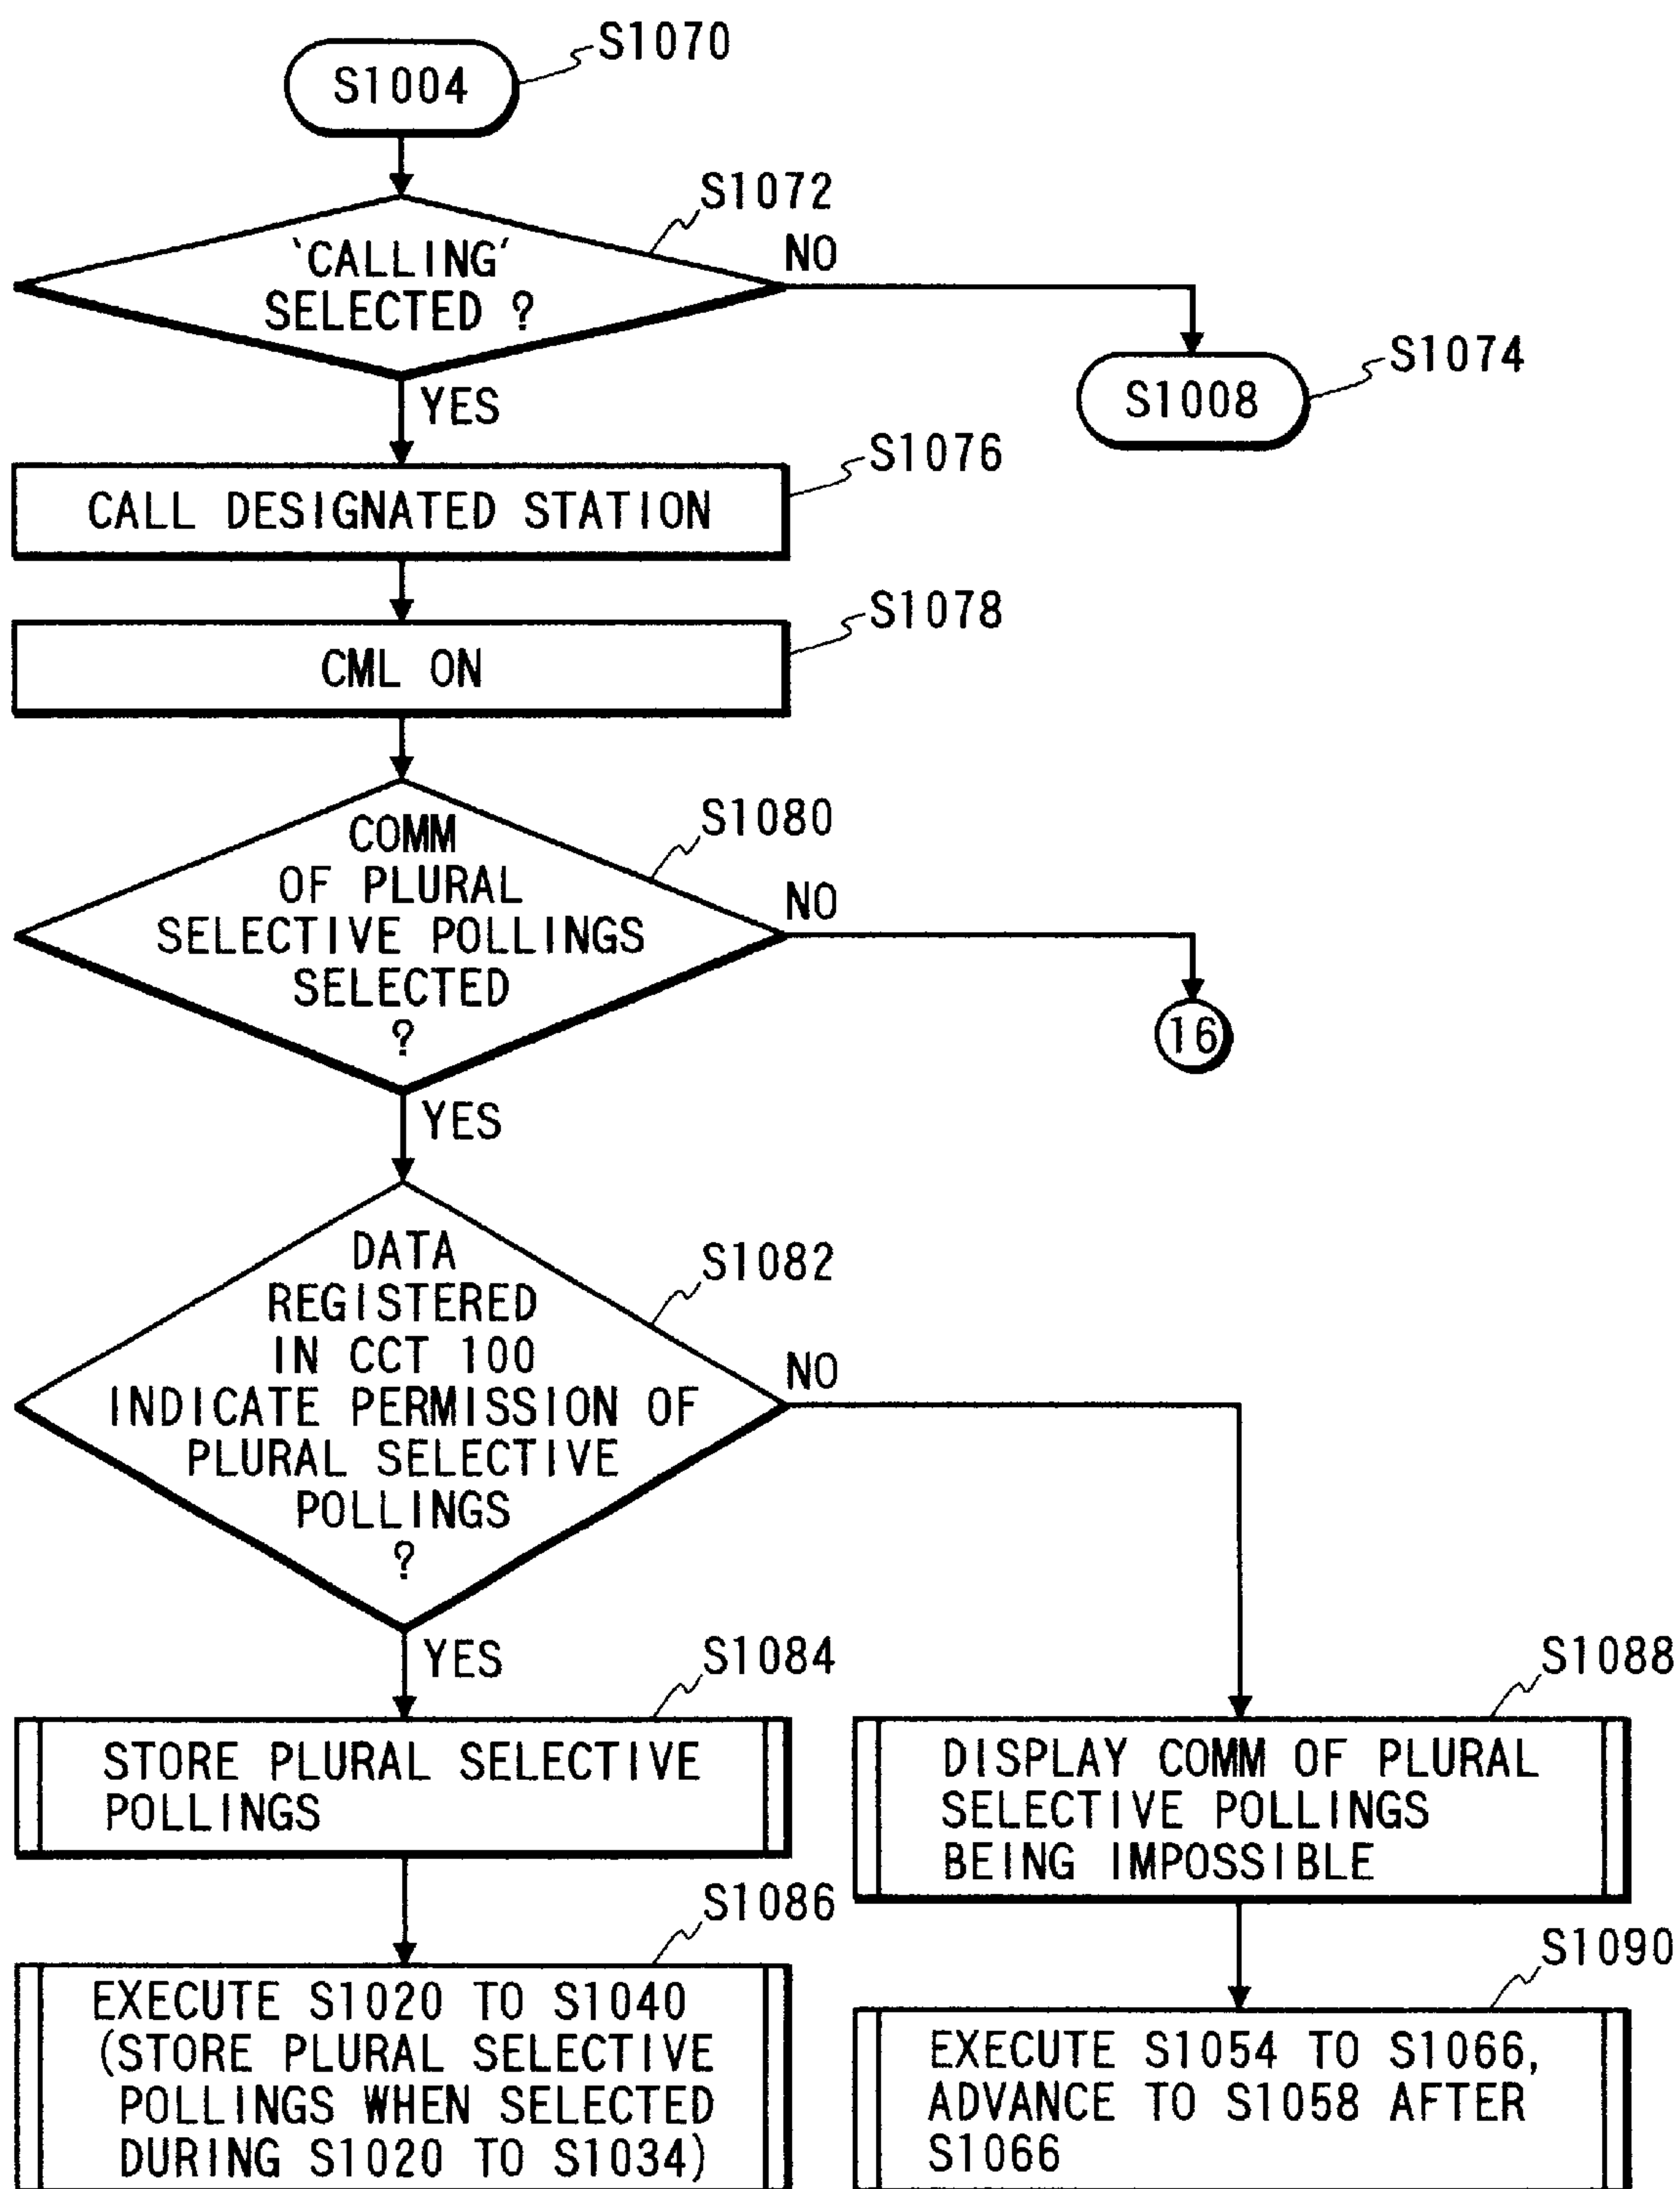 S1070
S1004
S1072
'CALLING'
SELECTED ?
NO
S1074
S1008
YES
S1076
CALL DESIGNATED STATION
S1078
CML ON
S1080
COMM
OF PLURAL
SELECTIVE POLLINGS
SELECTED
?
NO
16
YES
S1082
DATA
REGISTERED
IN CCT 100
INDICATE PERMISSION OF
PLURAL SELECTIVE
POLLINGS
?
NO
YES
S1084
STORE PLURAL SELECTIVE
POLLINGS
S1088
DISPLAY COMM OF PLURAL
SELECTIVE POLLINGS
BEING IMPOSSIBLE
S1086
EXECUTE S1020 TO S1040
(STORE PLURAL SELECTIVE
POLLINGS WHEN SELECTED
DURING S1020 TO S1034)
S1090
EXECUTE S1054 TO S1066,
ADVANCE TO S1058 AFTER
S1066